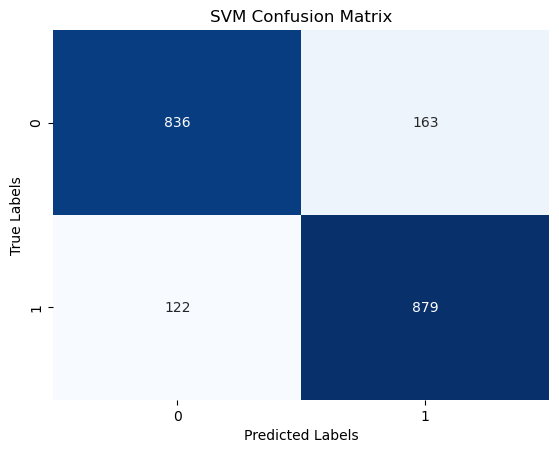 SVM Confusion Matrix
True Labels
0
836
163
1
122
879
0
1
Predicted Labels